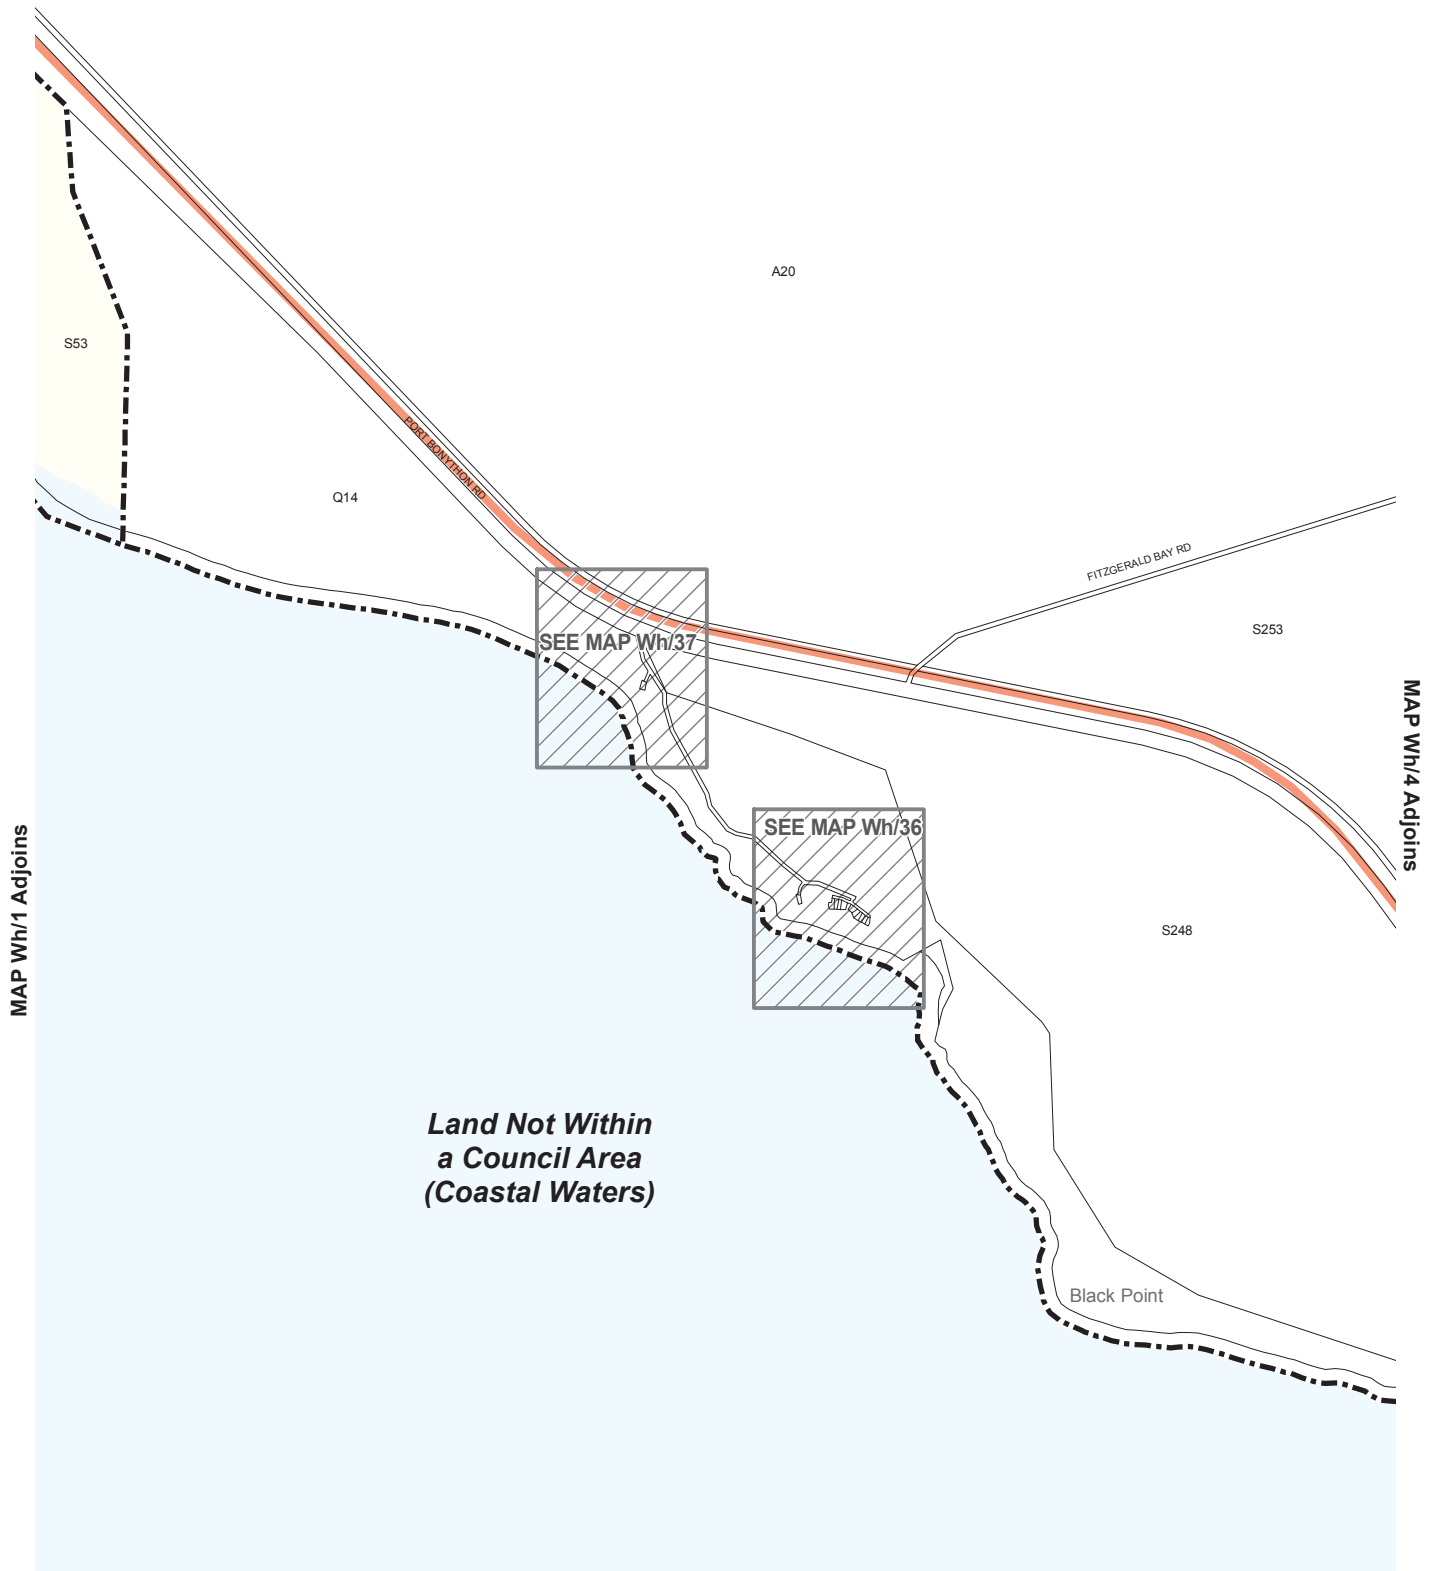 A20
S53
PORT BONYTHON RD
Q14
FITZGERALD BAY RD
S253
SEE MAP Wh/37
MAP Wh/4 Adjoins
SEE MAP Wh/36
MAP Wh/1 Adjoins
S248
Land Not Within
a Council Area
(Coastal Waters)
Black Point